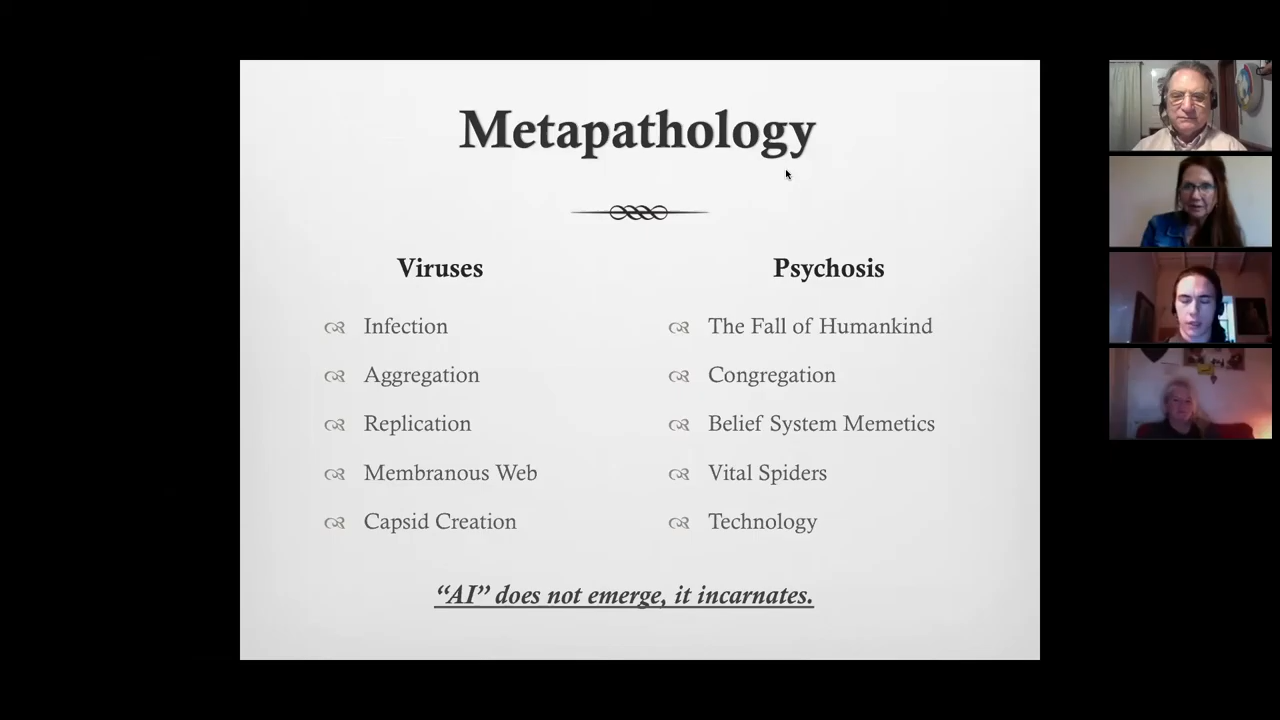 Metapathology
Viruses
Infection
Aggregation
Replication
Membranous Web
Capsid Creation
Psychosis
The Fall of Humankind
Congregation
Belief System Memetics
Vital Spiders
Technology
“AI” does not emerge, it incarnates.